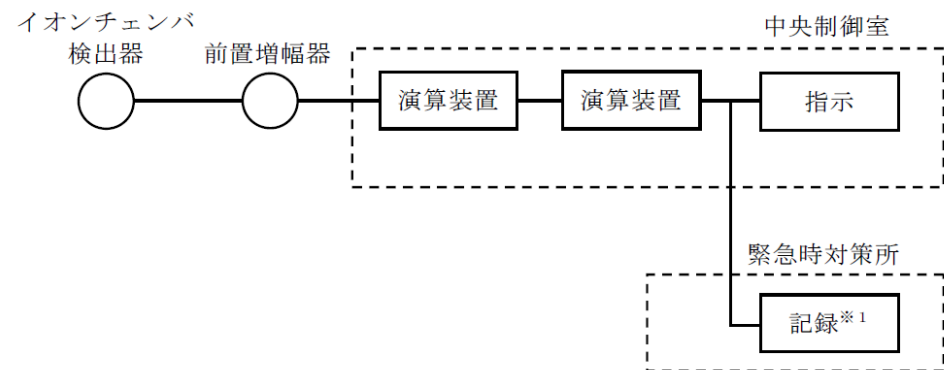 イオンチェンバ
検出器
前置増幅器
中央制御室
演算装置
演算装置
指示
緊急時対策所
記録※1